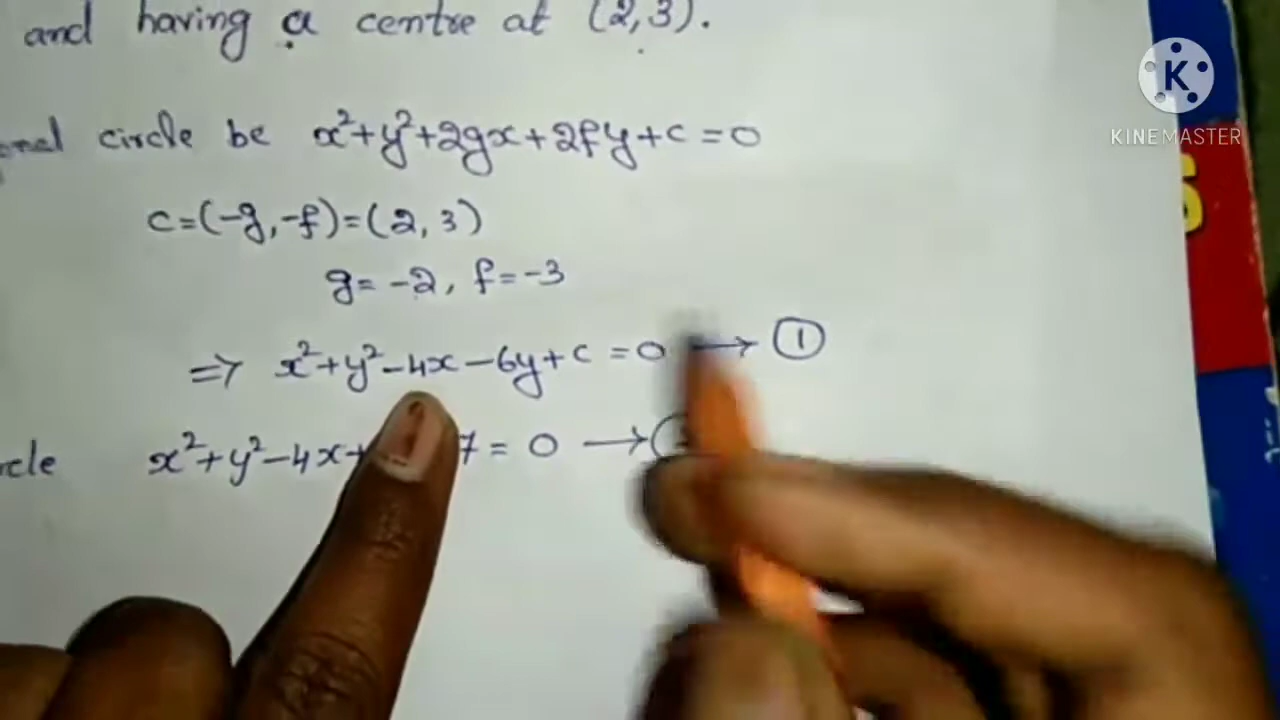 and having a centre at (2,3).
circle be x²+y²+2gx+2fy+c=0
c=(-g,-f)=(2,3)
g=-2, f=-3
⇒ x²+y²-4x-6y+c=0 → ①
x²+y²-4x+ 7=0 →
K
KINEMASTER